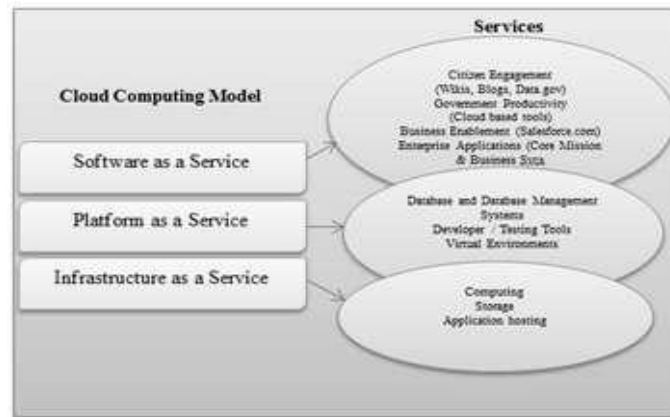 Services
Cloud Computing Model
Citizen Engagement
(Wikis, Blogs, Data.gov)
Government Productivity
(Cloud based tools)
Business Enablement (Salesforce.com)
Enterprise Applications (Core Mission
& Business Svcs
Software as a Service
Database and Database Management
Systems
Developer / Testing Tools
Virtual Environments
Platform as a Service
Computing
Storage
Application hosting
Infrastructure as a Service